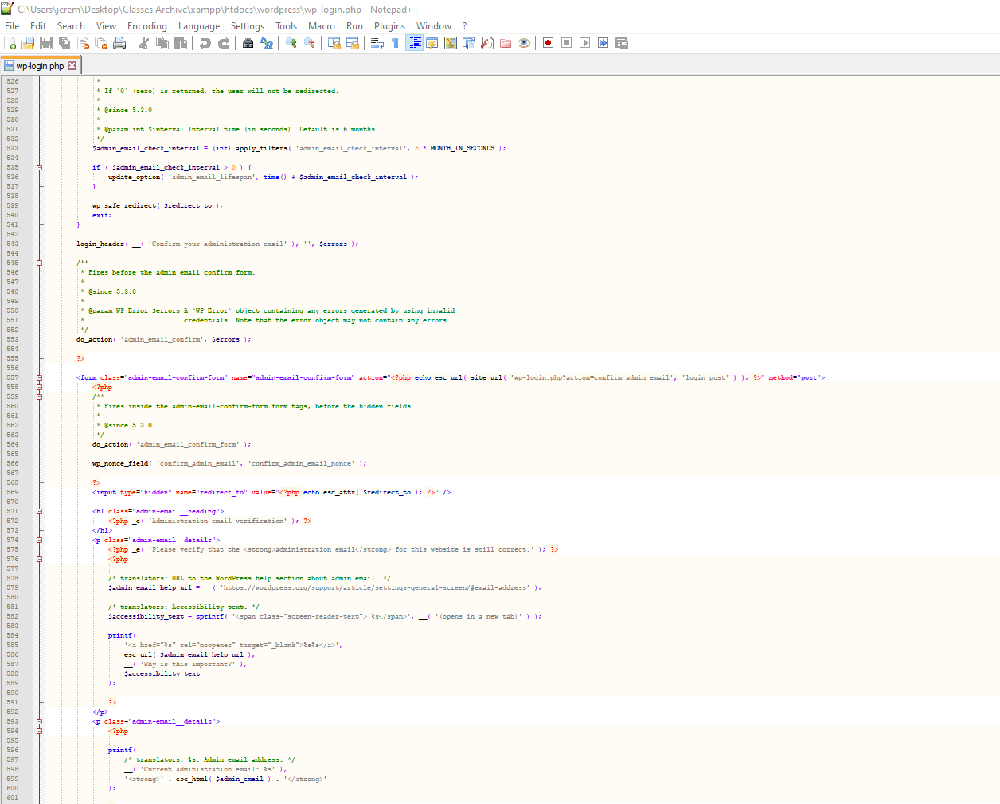 C:\Users\jerem\Desktop\Classes Archive\xampp\htdocs\wordpress\wp-login.php - Notepad++
File Edit Search View Encoding Language Settings Tools Macro Run Plugins Window ?
wp-login.php
526 *
527 * If `0` (zero) is returned, the user will not be redirected.
528 *
529 * @since 5.3.0
530 *
531 * @param int $interval Interval time (in seconds). Default is 6 months.
532 */
533 $admin_email_check_interval = (int) apply_filters( 'admin_email_check_interval', 6 * MONTH_IN_SECONDS );
534
535 if ( $admin_email_check_interval > 0 ) {
536 update_option( 'admin_email_lifespan', time() + $admin_email_check_interval );
537 }
538
539 wp_safe_redirect( $redirect_to );
540 exit;
541 }
542
543 login_header( __( 'Confirm your administration email' ), '', $errors );
544
545 /**
546 * Fires before the admin email confirm form.
547 *
548 * @since 5.3.0
549 *
550 * @param WP_Error $errors A `WP_Error` object containing any errors generated by using invalid
551 * credentials. Note that the error object may not contain any errors.
552 */
553 do_action( 'admin_email_confirm', $errors );
554
555 ?>
556
557 <form class="admin-email-confirm-form" name="admin-email-confirm-form" action="<?php echo esc_url( site_url( 'wp-login.php?action=confirm_admin_email', 'login_post' ) ); ?>" method="post">
558 <?php
559 /**
560 * Fires inside the admin-email-confirm-form form tags, before the hidden fields.
561 *
562 * @since 5.3.0
563 */
564 do_action( 'admin_email_confirm_form' );
565
566 wp_nonce_field( 'confirm_admin_email', 'confirm_admin_email_nonce' );
567
568 ?>
569 <input type="hidden" name="redirect_to" value="<?php echo esc_attr( $redirect_to ); ?>" />
570
571 <h1 class="admin-email__heading">
572 <?php _e( 'Administration email verification' ); ?>
573 </h1>
574 <p class="admin-email__details">
575 <?php _e( 'Please verify that the <strong>administration email</strong> for this website is still correct.' ); ?>
576 <?php
577
578 /* translators: URL to the WordPress help section about admin email. */
579 $admin_email_help_url = __( 'https://wordpress.org/support/article/settings-general-screen/#email-address' );
580
581 /* translators: Accessibility text. */
582 $accessibility_text = sprintf( '<span class="screen-reader-text"> %s</span>', __( '(opens in a new tab)' ) );
583
584 printf(
585 '<a href="%s" rel="noopener" target="_blank">%s%s</a>',
586 esc_url( $admin_email_help_url ),
587 __( 'Why is this important?' ),
588 $accessibility_text
589 );
590
591 ?>
592 </p>
593 <p class="admin-email__details">
594 <?php
595
596 printf(
597 /* translators: %s: Admin email address. */
598 __( 'Current administration email: %s' ),
599 '<strong>' . esc_html( $admin_email ) . '</strong>'
600 );
601